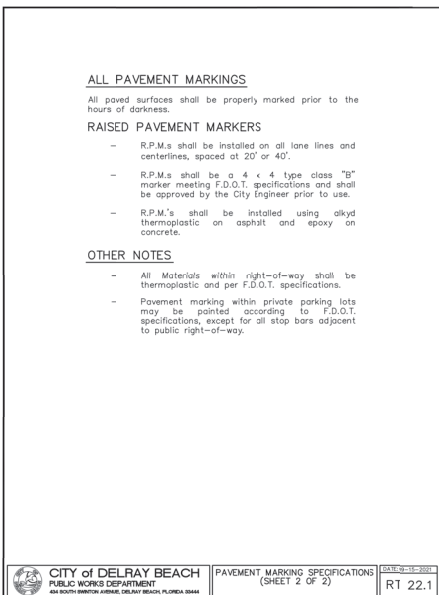 ALL PAVEMENT MARKINGS
All paved surfaces shall be properly marked prior to the
hours of darkness.
RAISED PAVEMENT MARKERS
- R.P.M.s shall be installed on all lane lines and
centerlines, spaced at 20' or 40'.
- R.P.M.s shall be a 4 x 4 type class "B"
marker meeting F.D.O.T. specifications and shall
be approved by the City Engineer prior to use.
- R.P.M.'s shall be installed using alkyd
thermoplastic on asphalt and epoxy on
concrete.
OTHER NOTES
- All Materials within right-of-way shall be
thermoplastic and per F.D.O.T. specifications.
- Pavement marking within private parking lots
may be painted according to F.D.O.T.
specifications, except for all stop bars adjacent
to public right-of-way.
CITY of DELRAY BEACH
PUBLIC WORKS DEPARTMENT
434 SOUTH SWINTON AVENUE, DELRAY BEACH, FLORIDA 33444
PAVEMENT MARKING SPECIFICATIONS
(SHEET 2 OF 2)
DATE: 9-15-2021
RT 22.1